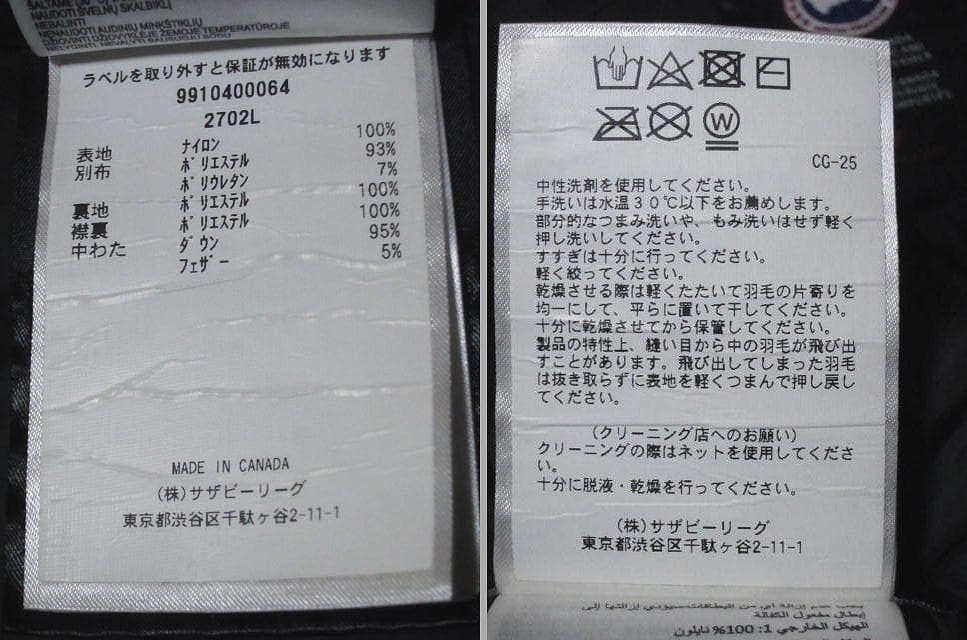 NAUDOTI ŠVELNŲ SKALBIKLĮ
NEBALINTI
NENAUDOTI AUDINIŲ MINKŠTIKLIŲ
DŽIOVINTI DŽIOVYKLĖJE ŽEMOJE TEMPERATŪROJE
ラベルを取り外すと保証が無効になります
9910400064
2702L
表地 ナイロン 100%
別布 ポリエステル 93%
ポリウレタン 7%
裏地 ポリエステル 100%
襟裏 ポリエステル 100%
中わた ダウン 95%
フェザー 5%
MADE IN CANADA
(株)サザビーリーグ
東京都渋谷区千駄ヶ谷2-11-1
W
CG-25
中性洗剤を使用してください。
手洗いは水温30℃以下をお薦めします。
部分的なつまみ洗いや、もみ洗いはせず軽く
押し洗いしてください。
すすぎは十分に行ってください。
軽く絞ってください。
乾燥させる際は軽くたたいて羽毛の片寄りを
均一にして、平らに置いて干してください。
十分に乾燥させてから保管してください。
製品の特性上、縫い目から中の羽毛が飛び出
すことがあります。飛び出してしまった羽毛
は抜き取らずに表地を軽くつまんで押し戻し
てください。
(クリーニング店へのお願い)
クリーニングの際はネットを使用してくださ
い。
十分に脱液・乾燥を行ってください。
(株)サザビーリーグ
東京都渋谷区千駄ヶ谷2-11-1
إبطال مفعول الكفالة
الهيكل الخارجي 1: 100% نايلون